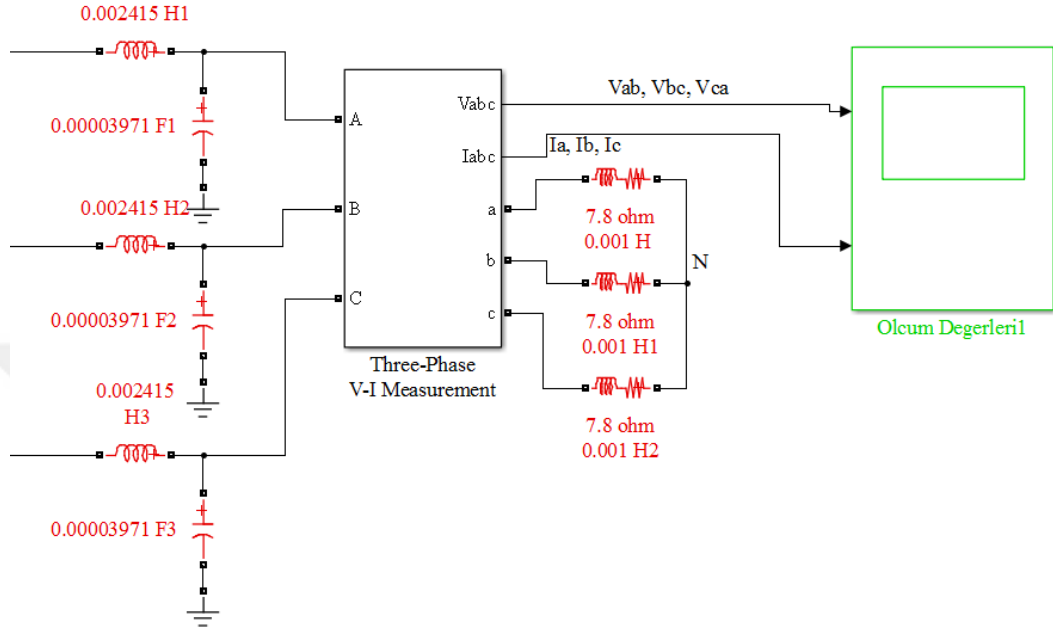 0.002415 H1
0.00003971 F1
0.002415 H2
0.00003971 F2
0.002415
H3
0.00003971 F3
A
B
C
Vabc
Iabc
a
b
c
Three-Phase
V-I Measurement
Vab, Vbc, Vca
Ia, Ib, Ic
7.8 ohm
0.001 H
N
7.8 ohm
0.001 H1
7.8 ohm
0.001 H2
Olcum Degerleri1